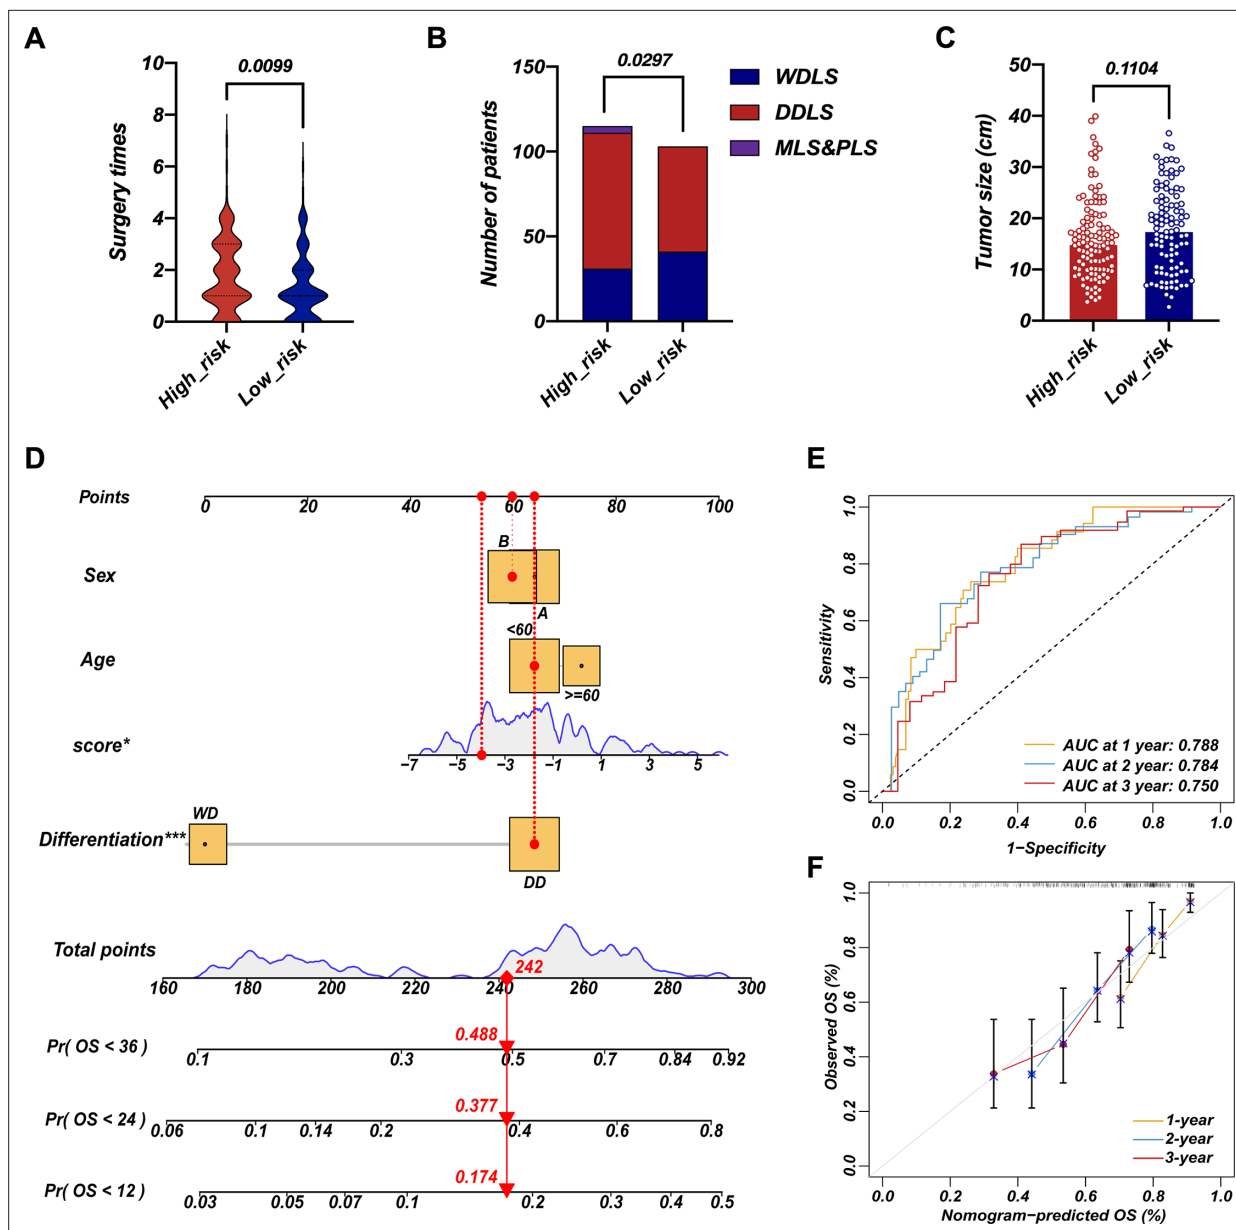 A
0.0099
10
8
6
4
2
0
Surgery times
High_risk
Low_risk
B
0.0297
150
100
50
0
Number of patients
High_risk
Low_risk
WDLS
DDLS
MLS&PLS
C
0.1104
50
40
30
20
10
0
Tumor size (cm)
High_risk
Low_risk
D
Points
0 20 40 60 80 100
Sex
B
A
Age
<60
>=60
score*
−7 −5 −3 −1 1 3 5
Differentiation***
WD
DD
Total points
242
160 180 200 220 240 260 280 300
0.488
Pr( OS < 36 )
0.1 0.3 0.5 0.7 0.84 0.92
0.377
Pr( OS < 24 )
0.06 0.1 0.14 0.2 0.4 0.6 0.8
0.174
Pr( OS < 12 )
0.03 0.05 0.07 0.1 0.2 0.3 0.4 0.5
E
1.0
0.8
0.6
0.4
0.2
0.0
Sensitivity
AUC at 1 year: 0.788
AUC at 2 year: 0.784
AUC at 3 year: 0.750
0.0 0.2 0.4 0.6 0.8 1.0
1−Specificity
F
1.0
0.8
0.6
0.4
0.2
0.0
Observed OS (%)
1-year
2-year
3-year
0.0 0.2 0.4 0.6 0.8 1.0
Nomogram−predicted OS (%)